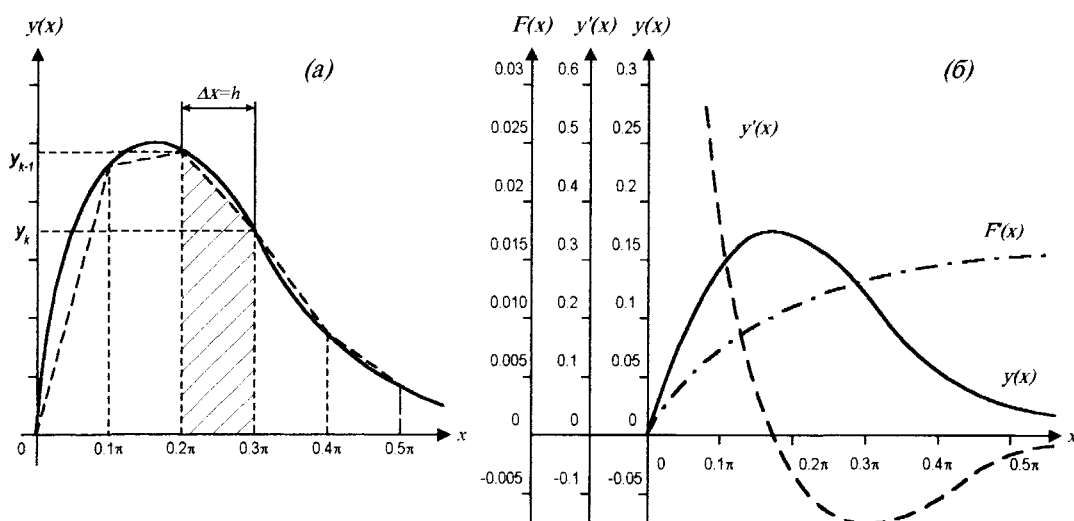 y(x)
(а)
Δx=h
y_{k-1}
y_k
0 0.1π 0.2π 0.3π 0.4π 0.5π x
F(x) y'(x) y(x)
(б)
0.03 0.6 0.3
y'(x)
0.025 0.5 0.25
0.02 0.4 0.2
F'(x)
0.015 0.3 0.15
0.010 0.2 0.1
0.005 0.1 0.05
y(x)
0 0 0
x
0 0.1π 0.2π 0.3π 0.4π 0.5π
-0.005 -0.1 -0.05